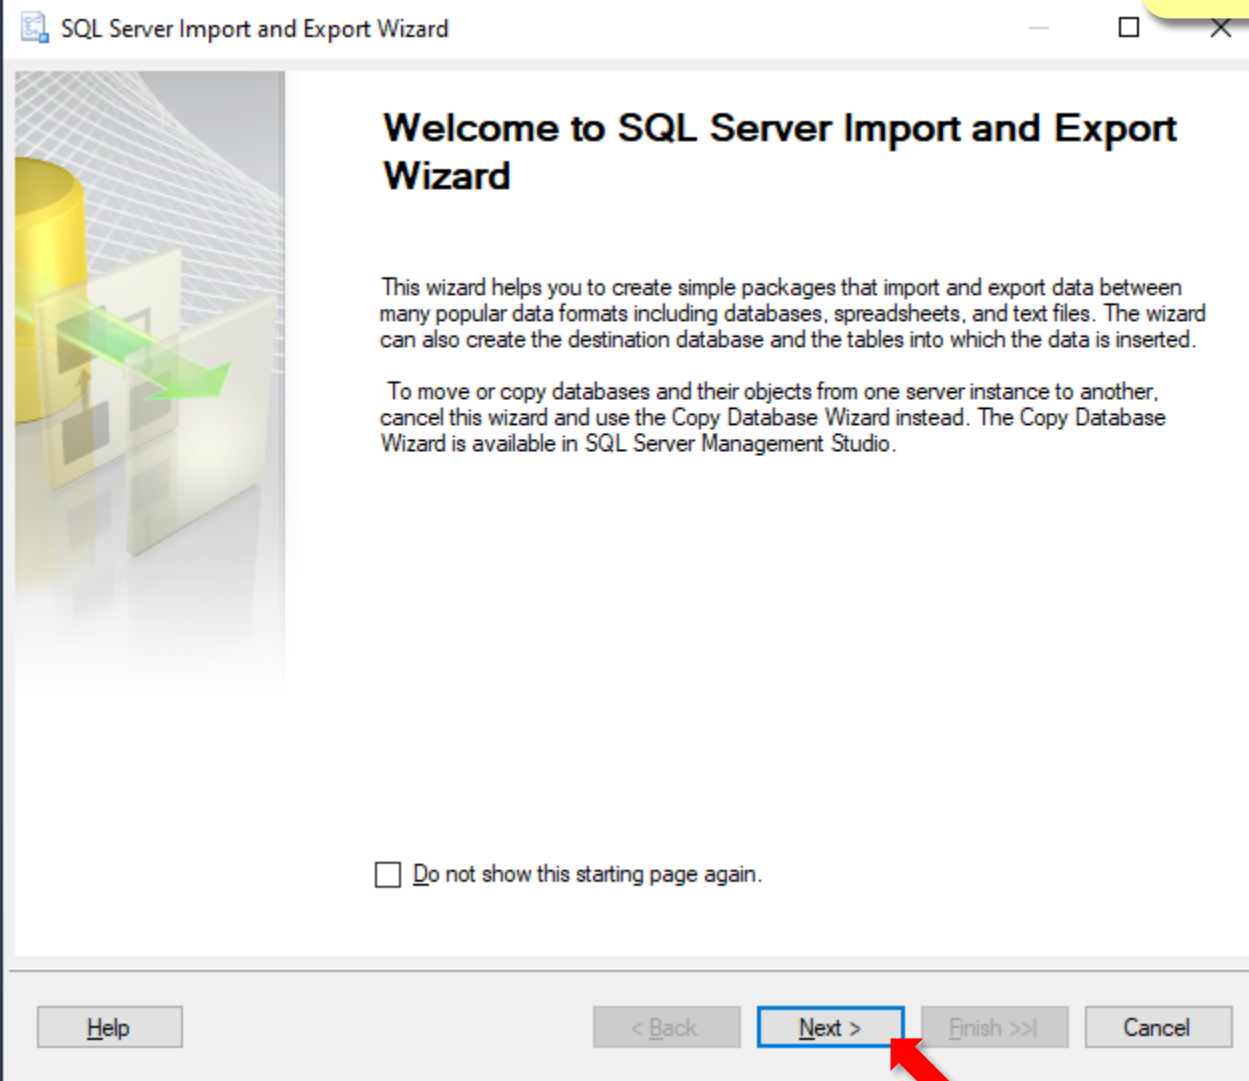 SQL Server Import and Export Wizard
Welcome to SQL Server Import and Export
Wizard
This wizard helps you to create simple packages that import and export data between
many popular data formats including databases, spreadsheets, and text files. The wizard
can also create the destination database and the tables into which the data is inserted.
To move or copy databases and their objects from one server instance to another,
cancel this wizard and use the Copy Database Wizard instead. The Copy Database
Wizard is available in SQL Server Management Studio.
Do not show this starting page again.
Help
< Back
Next >
Finish >>|
Cancel